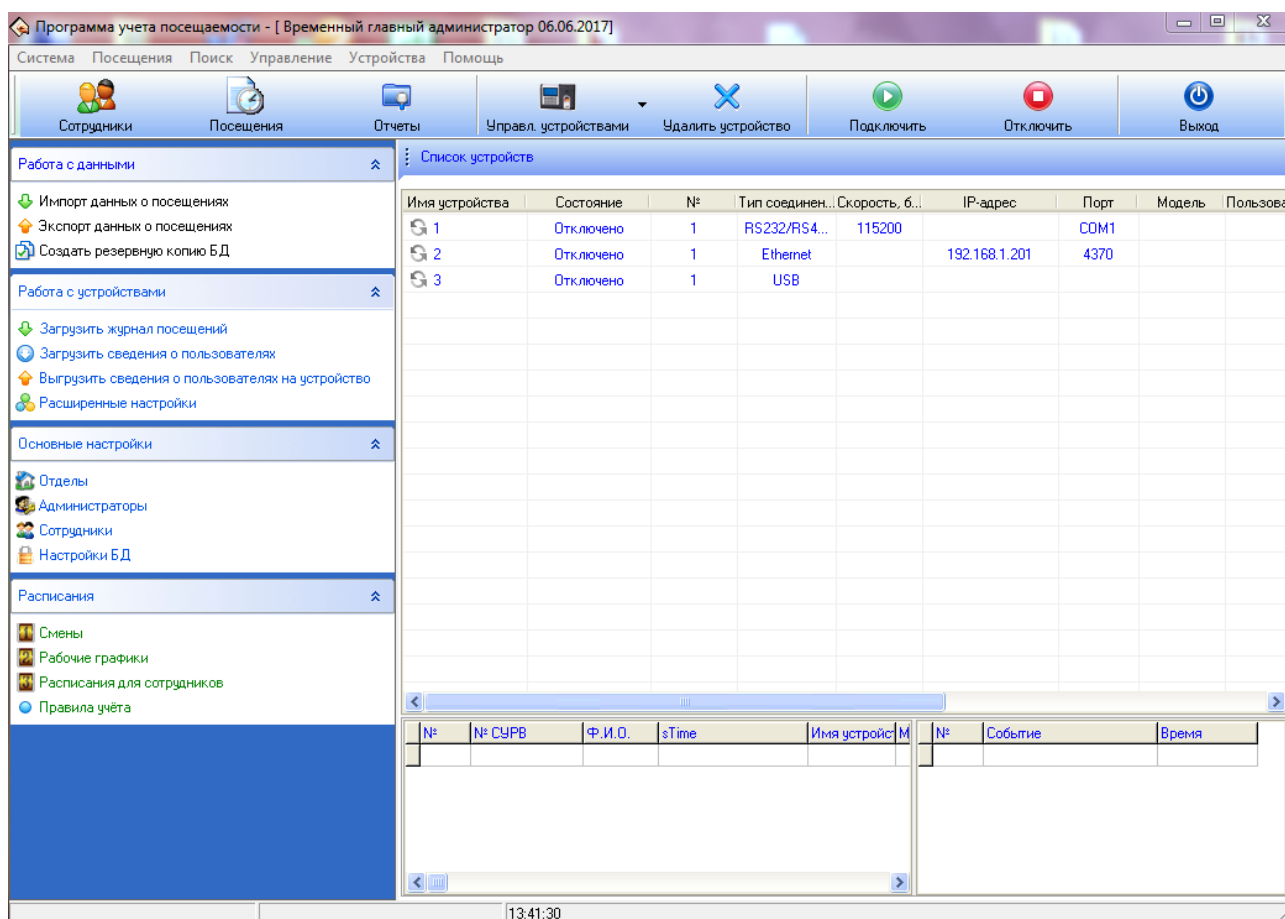 Программа учета посещаемости - [ Временный главный администратор 06.06.2017]
Система Посещения Поиск Управление Устройства Помощь
Сотрудники Посещения Отчеты Управл. устройствами Удалить устройство Подключить Отключить Выход
Работа с данными
Импорт данных о посещениях
Экспорт данных о посещениях
Создать резервную копию БД
Работа с устройствами
Загрузить журнал посещений
Загрузить сведения о пользователях
Выгрузить сведения о пользователях на устройство
Расширенные настройки
Основные настройки
Отделы
Администраторы
Сотрудники
Настройки БД
Расписания
1 Смены
2 Рабочие графики
3 Расписания для сотрудников
Правила учёта
Список устройств
Имя устройства Состояние № Тип соединен... Скорость, б... IP-адрес Порт Модель Пользова
1 Отключено 1 RS232/RS4... 115200 COM1
2 Отключено 1 Ethernet 192.168.1.201 4370
3 Отключено 1 USB
№ № СУРВ Ф.И.О. sTime Имя устройст М
№ Событие Время
13:41:30